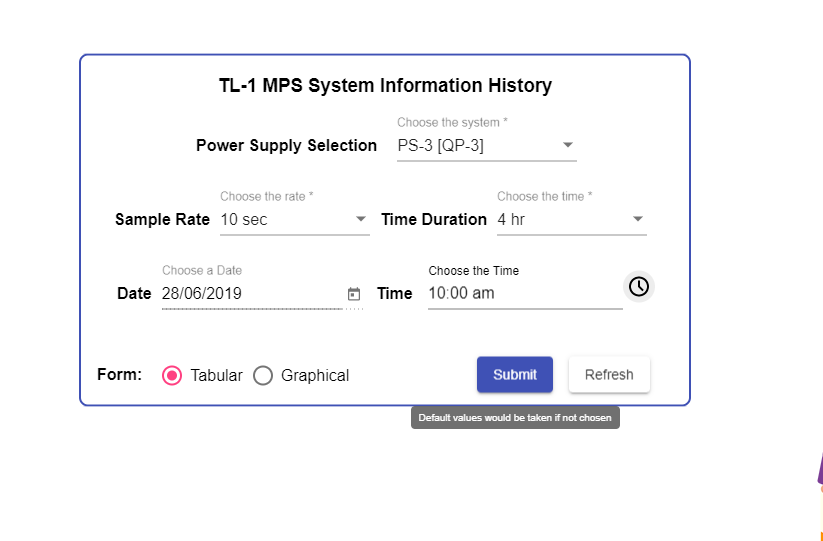 TL-1 MPS System Information History
Choose the system *
Power Supply Selection PS-3 [QP-3]
Choose the rate * Choose the time *
Sample Rate 10 sec Time Duration 4 hr
Choose a Date Choose the Time
Date 28/06/2019 Time 10:00 am
Form: Tabular Graphical Submit Refresh
Default values would be taken if not chosen